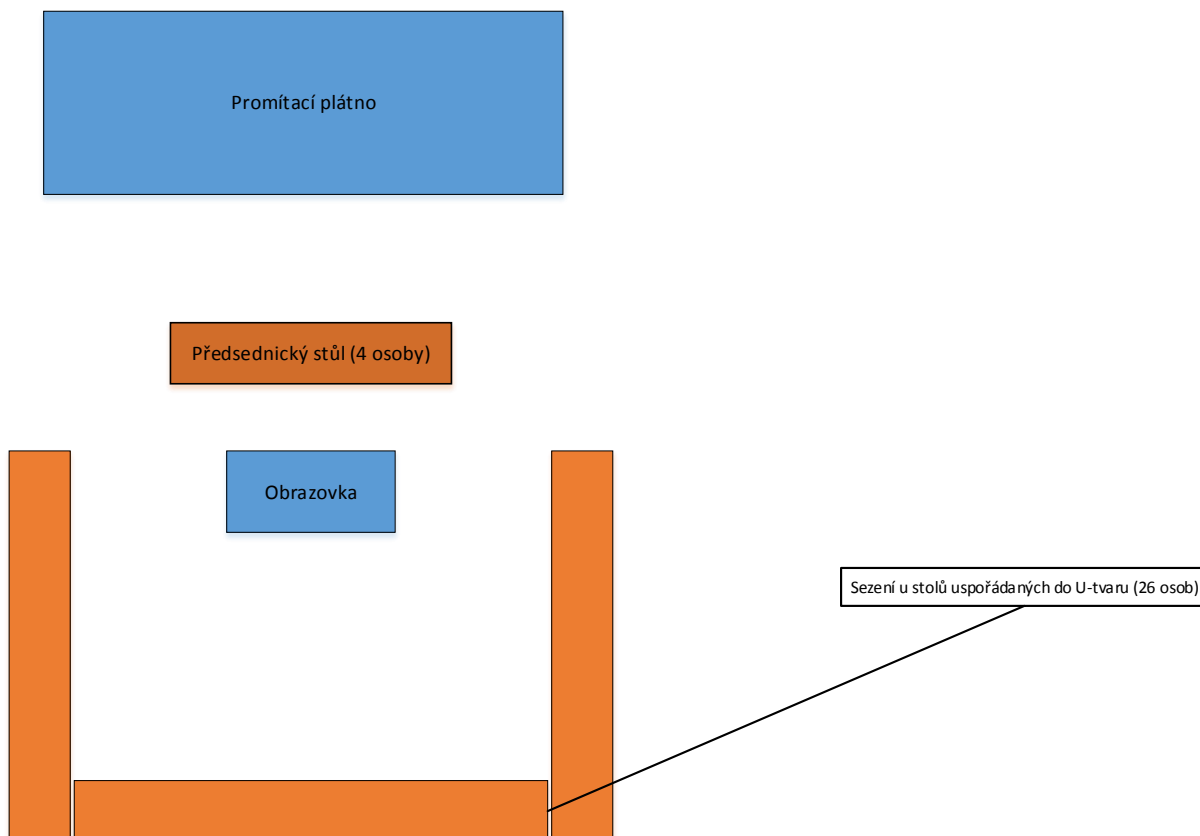 Promítací plátno
Předsednický stůl (4 osoby)
Obrazovka
Sezení u stolů uspořádaných do U-tvaru (26 osob)